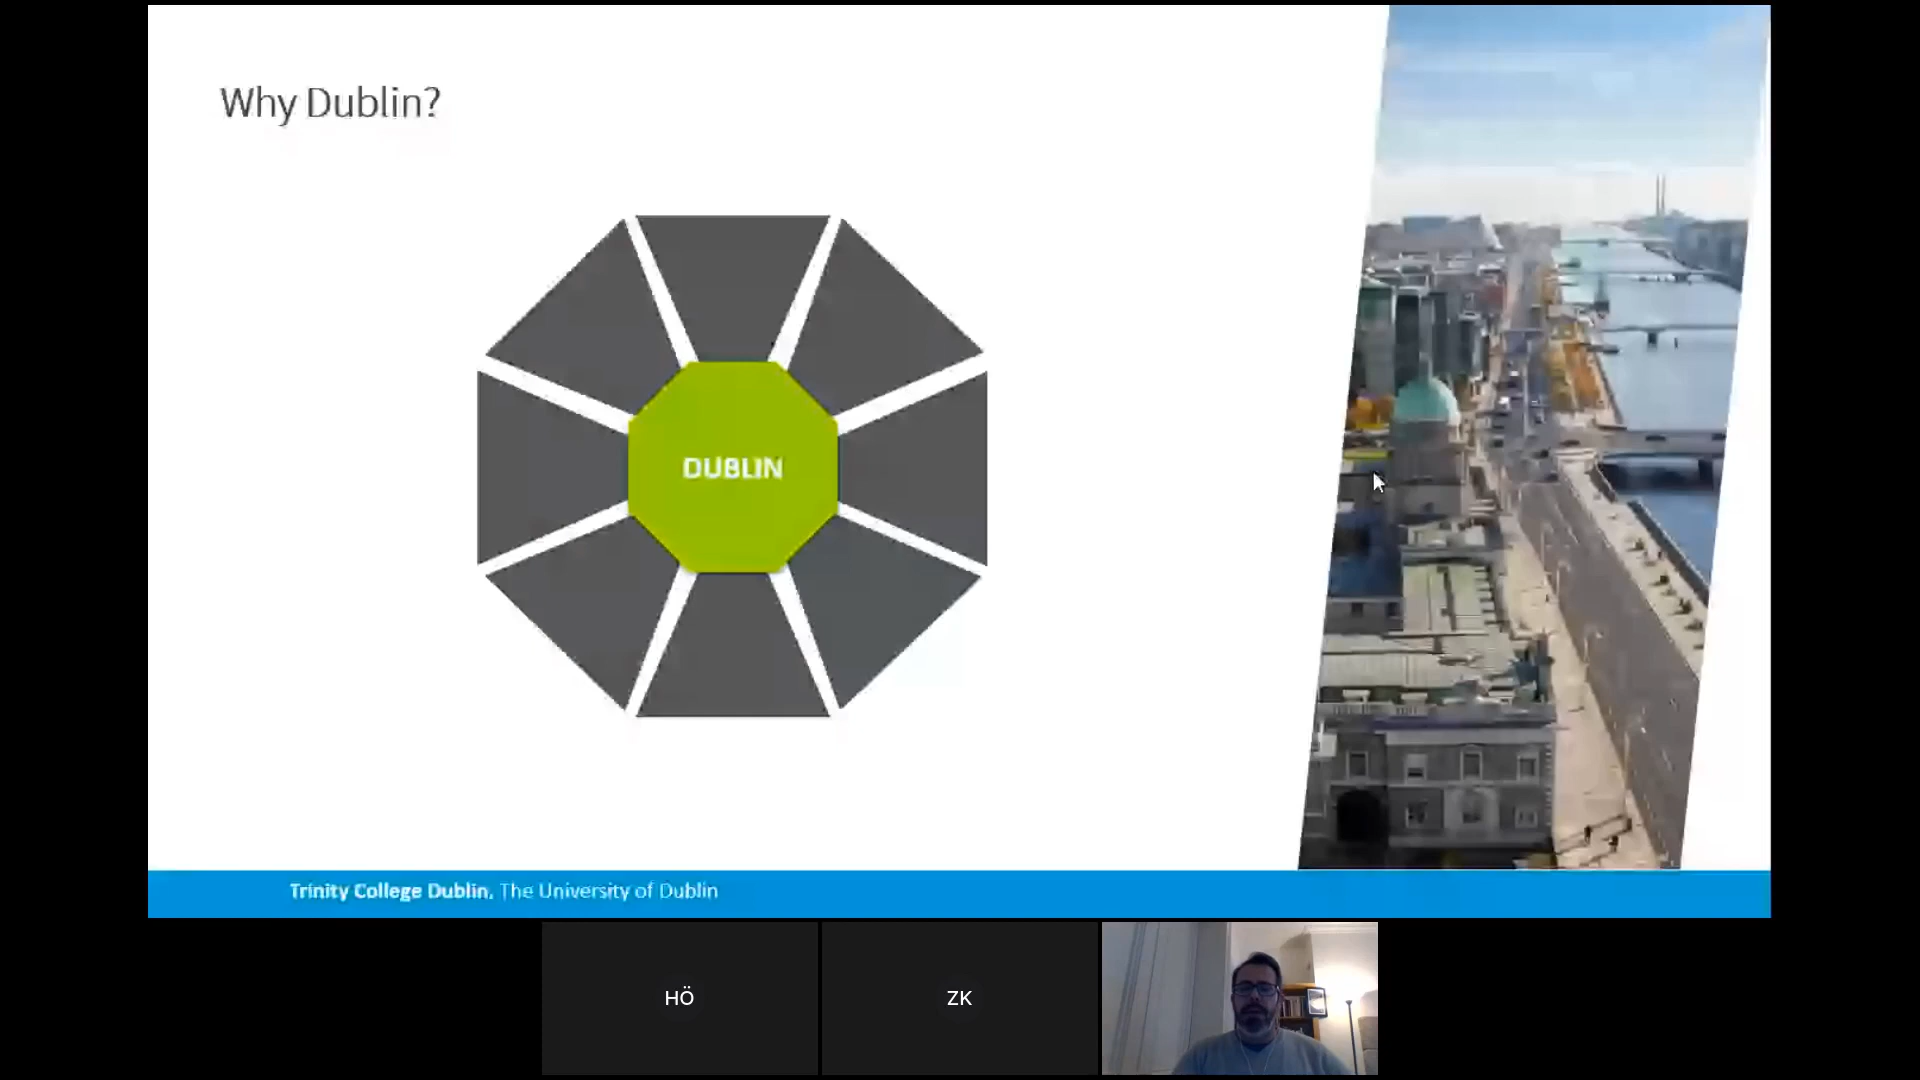 Why Dublin?
DUBLIN
Trinity College Dublin, The University of Dublin
HÖ
ZK